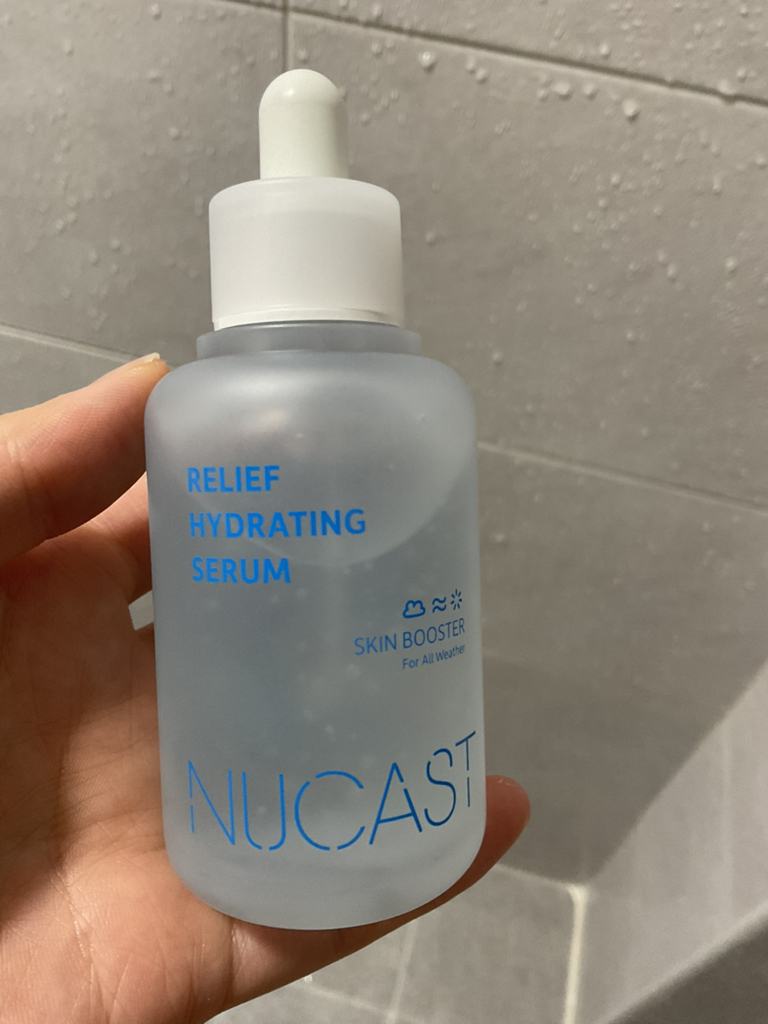 RELIEF
HYDRATING
SERUM
SKIN BOOSTER
For All Weather
NUCAST